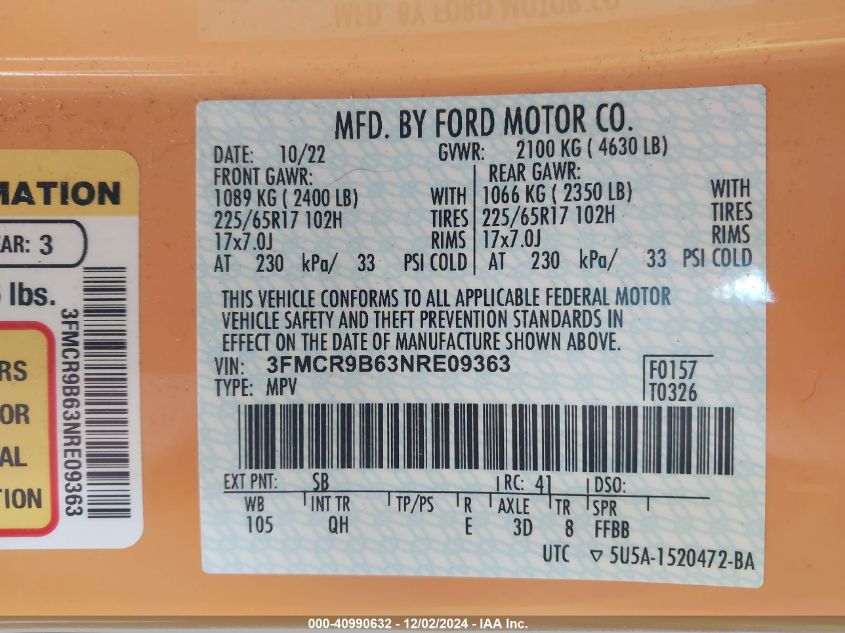 MFD. BY FORD MOTOR CO.
MFD. BY FORD MOTOR CO.
DATE: 10/22 GVWR: 2100 KG ( 4630 LB)
FRONT GAWR: REAR GAWR:
1089 KG ( 2400 LB) WITH 1066 KG ( 2350 LB) WITH
225/65R17 102H TIRES 225/65R17 102H TIRES
17x7.0J RIMS 17x7.0J RIMS
AT 230 kPa/ 33 PSI COLD AT 230 kPa/ 33 PSI COLD
THIS VEHICLE CONFORMS TO ALL APPLICABLE FEDERAL MOTOR
VEHICLE SAFETY AND THEFT PREVENTION STANDARDS IN
EFFECT ON THE DATE OF MANUFACTURE SHOWN ABOVE.
VIN: 3FMCR9B63NRE09363 F0157
TYPE: MPV T0326
EXT PNT: SB RC: 41 DSO:
WB INT TR TP/PS R AXLE TR SPR
105 QH E 3D 8 FFBB
UTC ▽ 5U5A-1520472-BA
MATION
AR: 3
lbs.
3FMCR9B63NRE09363
RS
OR
AL
TION
000-40990632 - 12/02/2024 - IAA Inc.